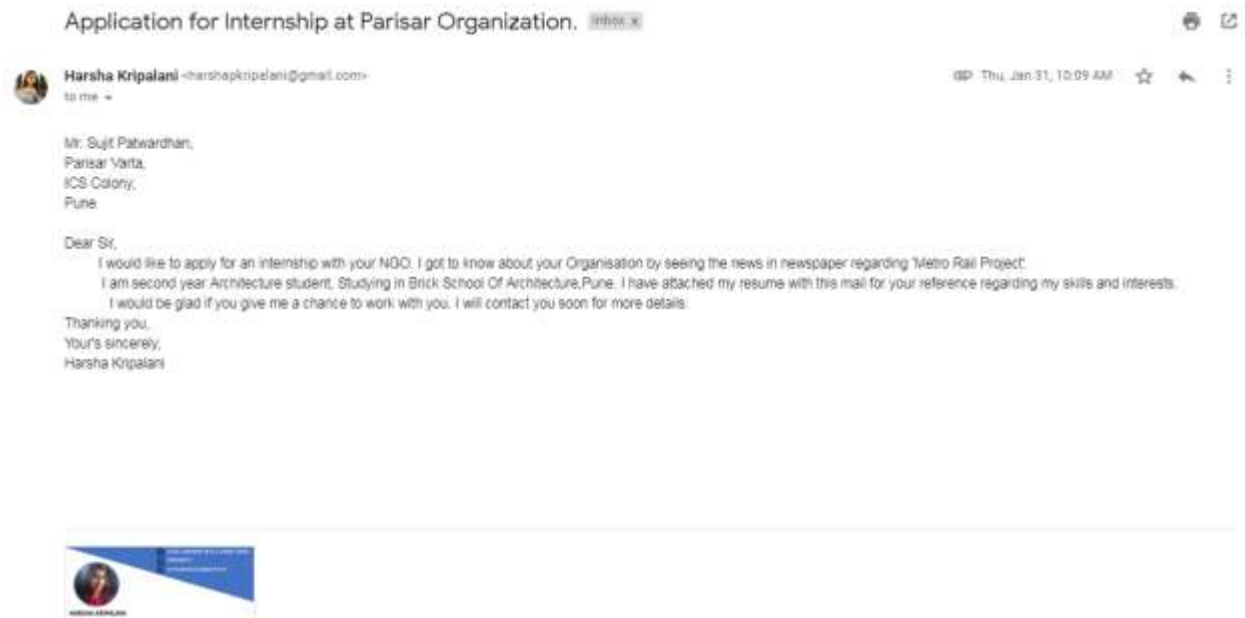 Application for Internship at Parisar Organization. Inbox x
Harsha Kripalani <harshapkripalani@gmail.com>
Thu, Jan 31, 10:09 AM
to me
Mr. Sujit Patwardhan,
Parisar Varta,
ICS Colony,
Pune
Dear Sir,
I would like to apply for an internship with your NGO. I got to know about your Organisation by seeing the news in newspaper regarding 'Metro Rail Project'.
I am second year Architecture student, Studying in Brick School Of Architecture,Pune. I have attached my resume with this mail for your reference regarding my skills and interests.
I would be glad if you give me a chance to work with you. I will contact you soon for more details.
Thanking you,
Your's sincerely,
Harsha Kripalani
HARSHA KRIPALANI